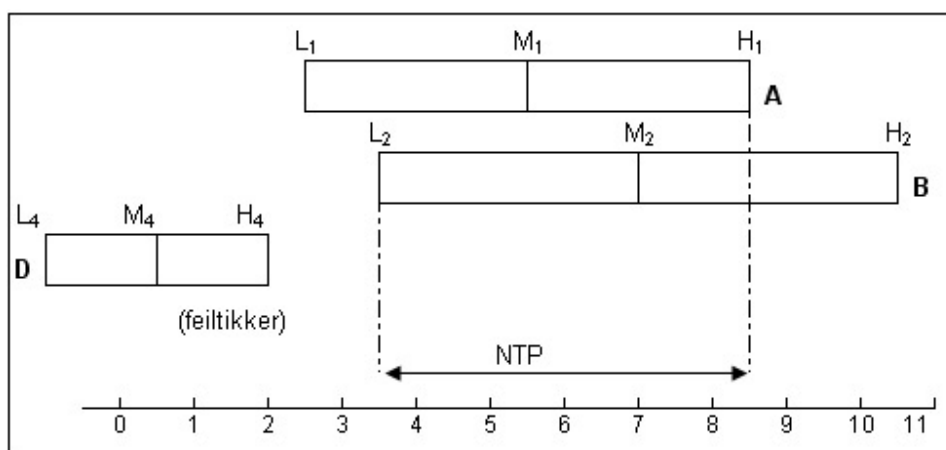 L₁ M₁ H₁
A
L₂ M₂ H₂
B
L₄ M₄ H₄
D
(feiltikker)
NTP
0 1 2 3 4 5 6 7 8 9 10 11